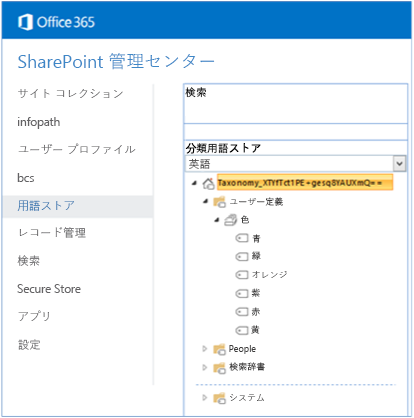 Office 365
SharePoint 管理センター
サイト コレクション
infopath
ユーザー プロファイル
bcs
用語ストア
レコード管理
検索
Secure Store
アプリ
設定
検索
分類用語ストア
英語
Taxonomy_XTYfTct1PE+gesq8YAUXmQ==
ユーザー定義
色
青
緑
オレンジ
紫
赤
黄
People
検索辞書
システム